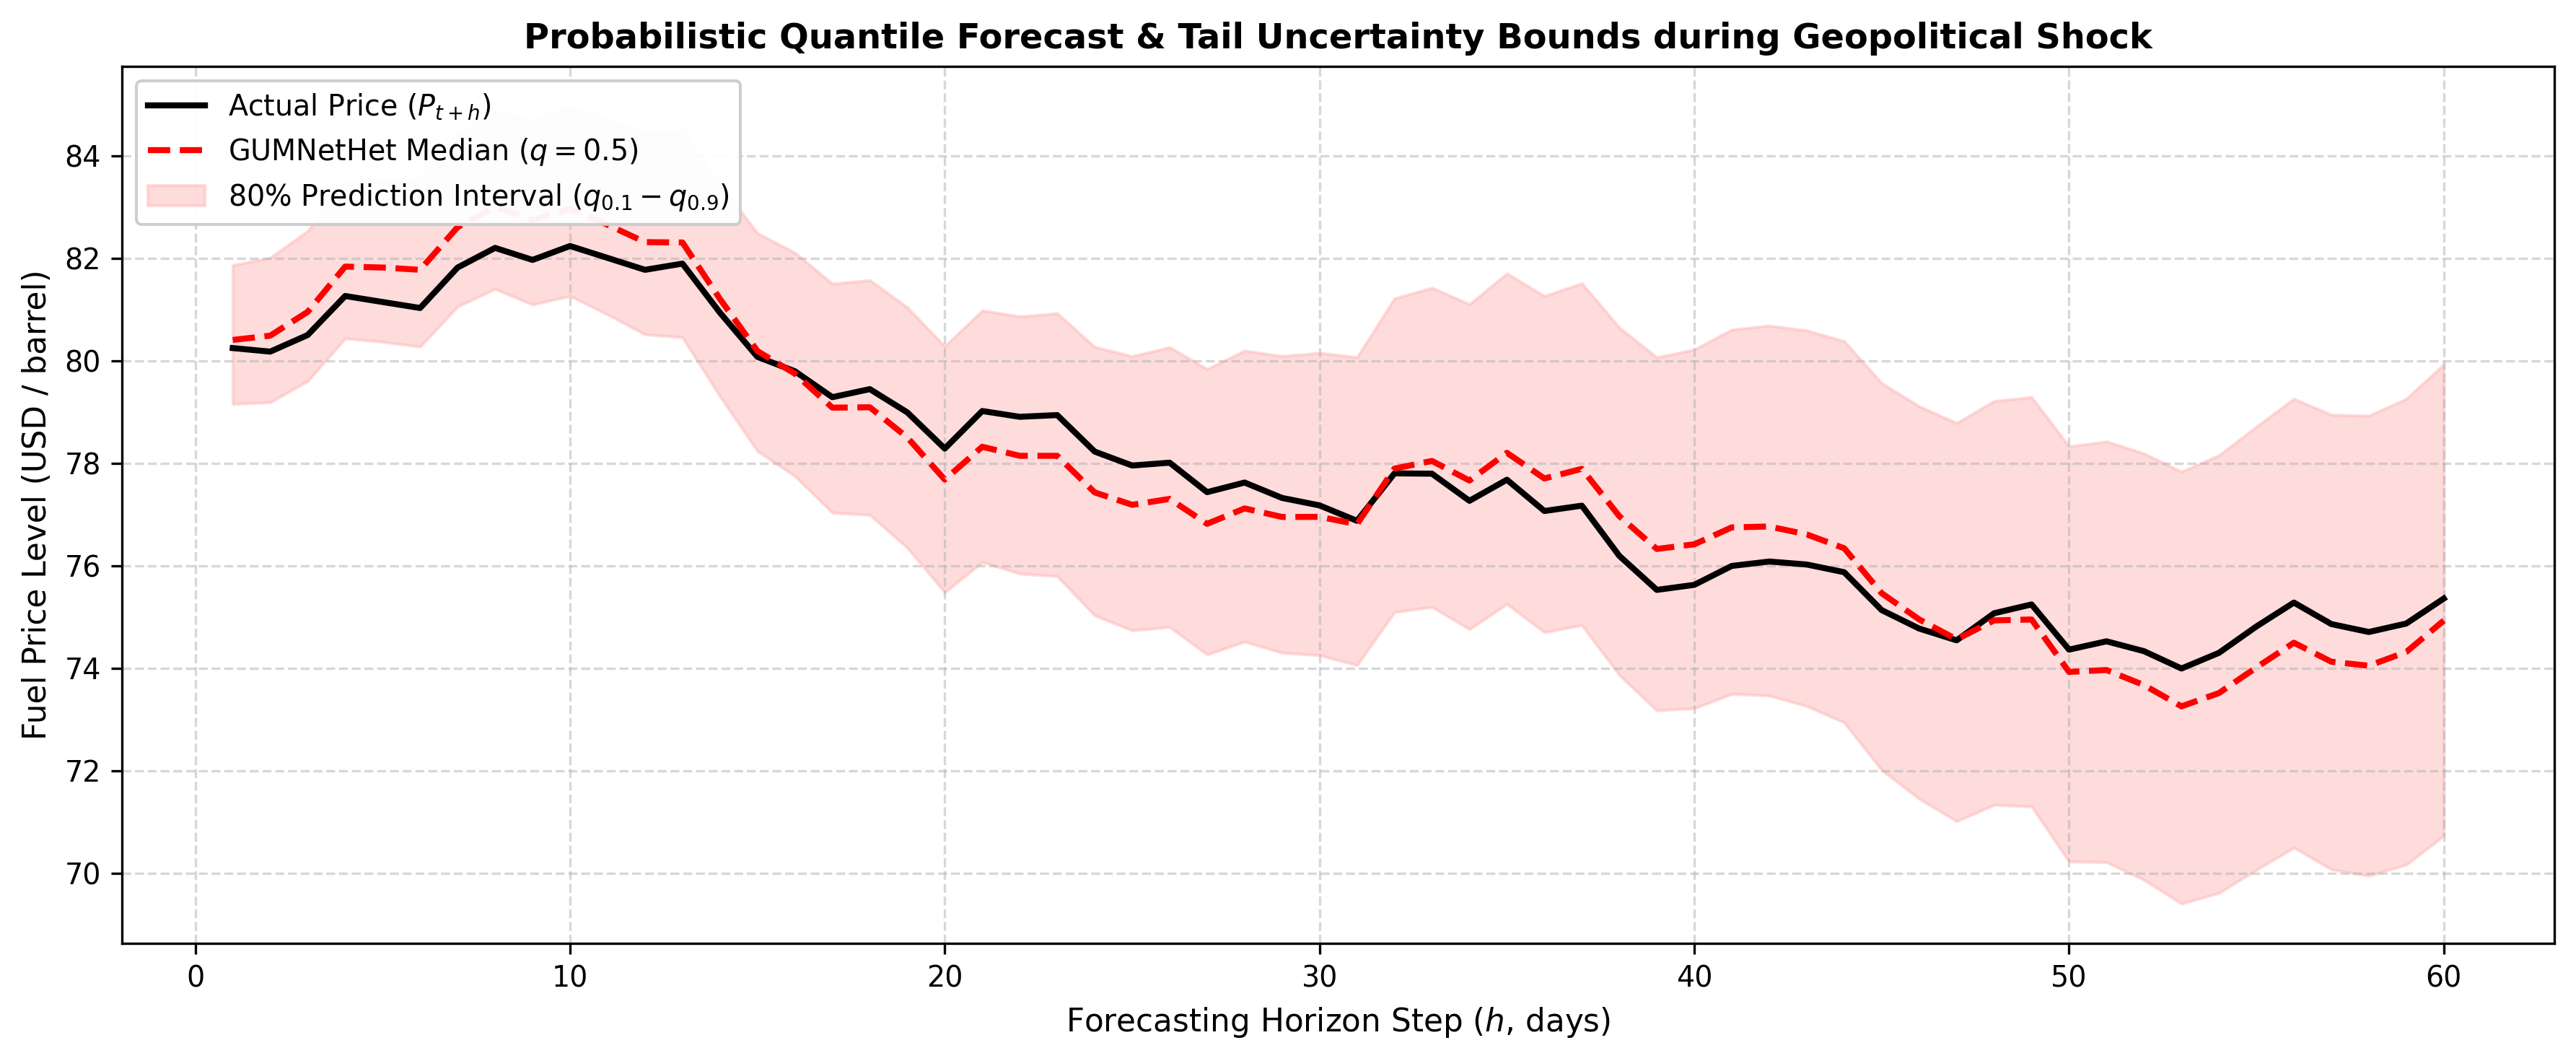 Probabilistic Quantile Forecast & Tail Uncertainty Bounds during Geopolitical Shock
Actual Price (P_{t+h})
GUMNetHet Median (q = 0.5)
80% Prediction Interval (q_{0.1} − q_{0.9})
Fuel Price Level (USD / barrel)
84
82
80
78
76
74
72
70
0 10 20 30 40 50 60
Forecasting Horizon Step (h, days)